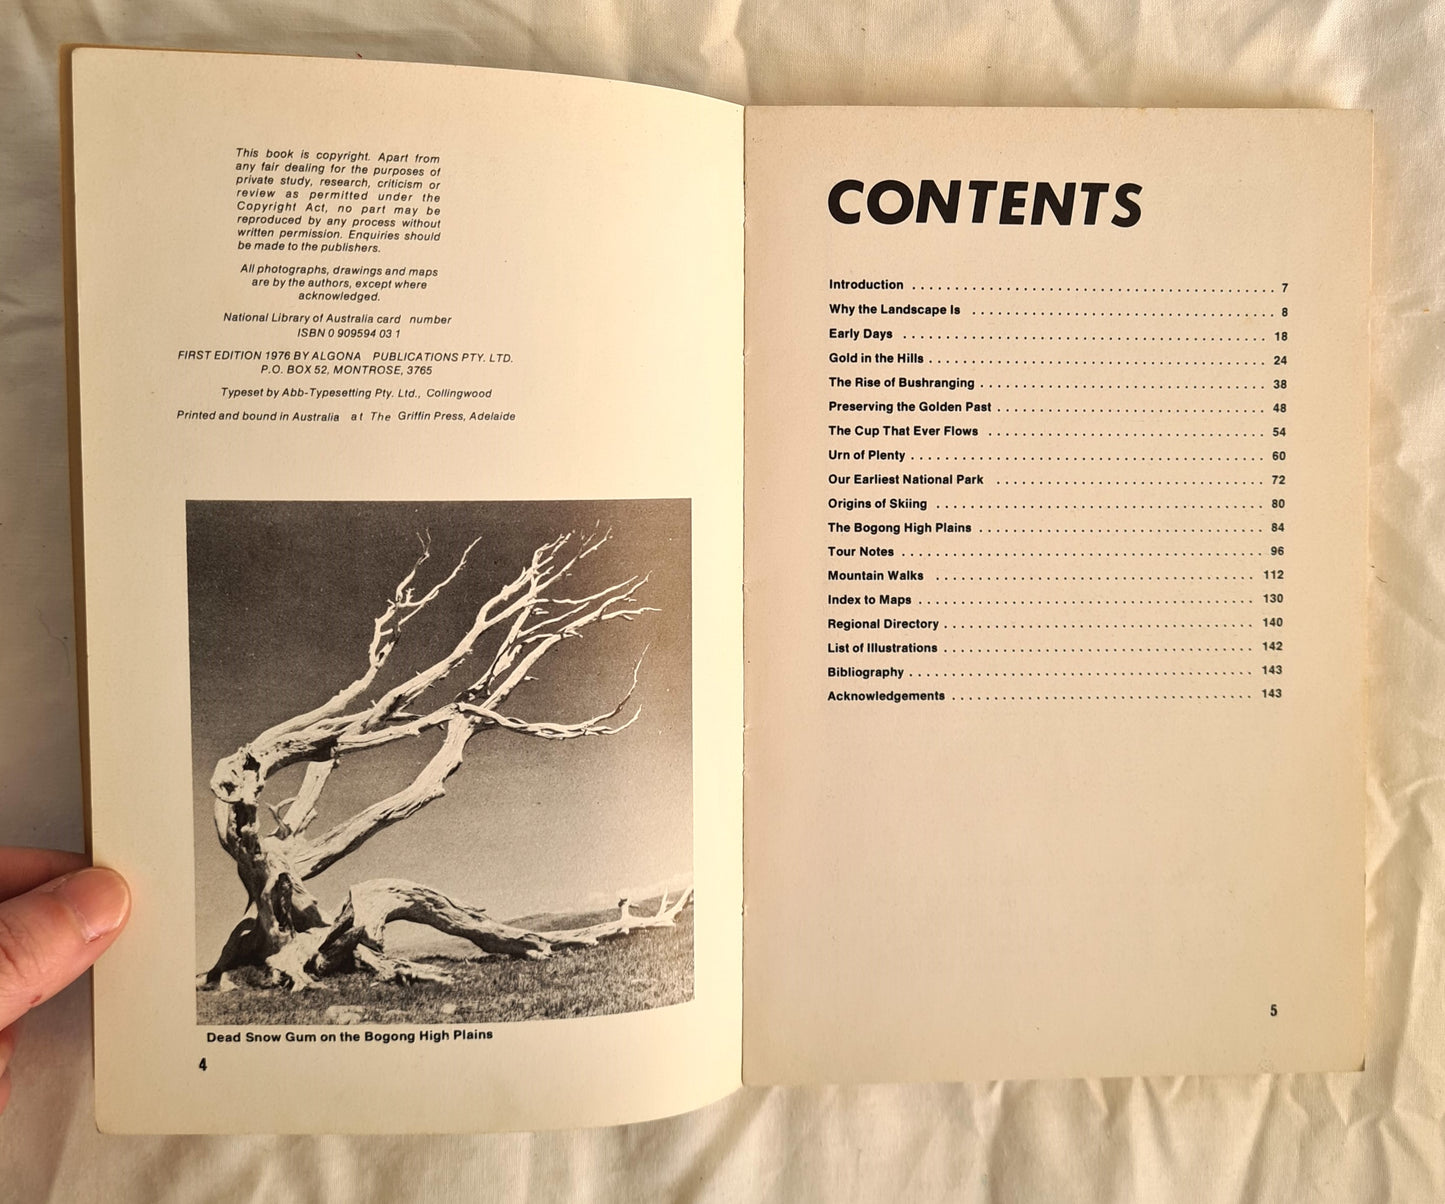 This book is copyright. Apart from
any fair dealing for the purposes of
private study, research, criticism or
review as permitted under the
Copyright Act, no part may be
reproduced by any process without
written permission. Enquiries should
be made to the publishers.
All photographs, drawings and maps
are by the authors, except where
acknowledged.
National Library of Australia card number
ISBN 0 909594 03 1
FIRST EDITION 1976 BY ALGONA PUBLICATIONS PTY. LTD.
P.O. BOX 52, MONTROSE, 3765
Typeset by Abb-Typesetting Pty. Ltd., Collingwood
Printed and bound in Australia at The Griffin Press, Adelaide
Dead Snow Gum on the Bogong High Plains
4
CONTENTS
Introduction . . . . . . . . . . 7
Why the Landscape Is . . . . . . . . . . 8
Early Days . . . . . . . . . . 18
Gold in the Hills . . . . . . . . . . 24
The Rise of Bushranging . . . . . . . . . . 38
Preserving the Golden Past . . . . . . . . . . 48
The Cup That Ever Flows . . . . . . . . . . 54
Urn of Plenty . . . . . . . . . . 60
Our Earliest National Park . . . . . . . . . . 72
Origins of Skiing . . . . . . . . . . 80
The Bogong High Plains . . . . . . . . . . 84
Tour Notes . . . . . . . . . . 96
Mountain Walks . . . . . . . . . . 112
Index to Maps . . . . . . . . . . 130
Regional Directory . . . . . . . . . . 140
List of Illustrations . . . . . . . . . . 142
Bibliography . . . . . . . . . . 143
Acknowledgements . . . . . . . . . . 143
5